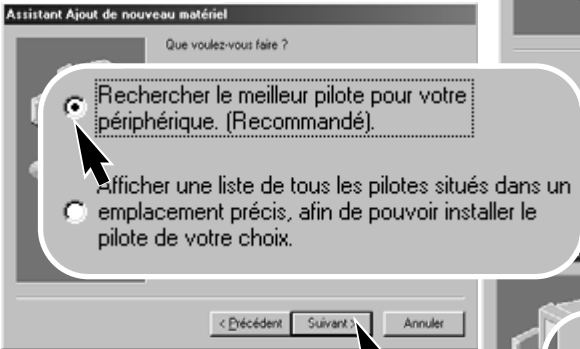 Assistant Ajout de nouveau matériel
Que voulez-vous faire ?
Rechercher le meilleur pilote pour votre
périphérique. (Recommandé).
Afficher une liste de tous les pilotes situés dans un
emplacement précis, afin de pouvoir installer le
pilote de votre choix.
< Précédent Suivant > Annuler